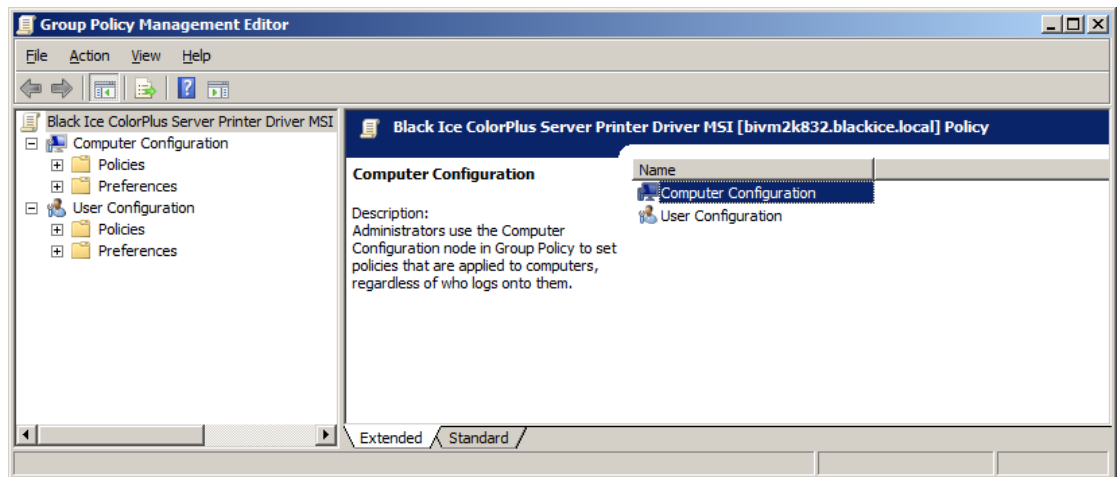 Group Policy Management Editor
File Action View Help
Black Ice ColorPlus Server Printer Driver MSI
Computer Configuration
Policies
Preferences
User Configuration
Policies
Preferences
Black Ice ColorPlus Server Printer Driver MSI [bivm2k832.blackice.local] Policy
Computer Configuration
Description:
Administrators use the Computer
Configuration node in Group Policy to set
policies that are applied to computers,
regardless of who logs onto them.
Name
Computer Configuration
User Configuration
Extended Standard